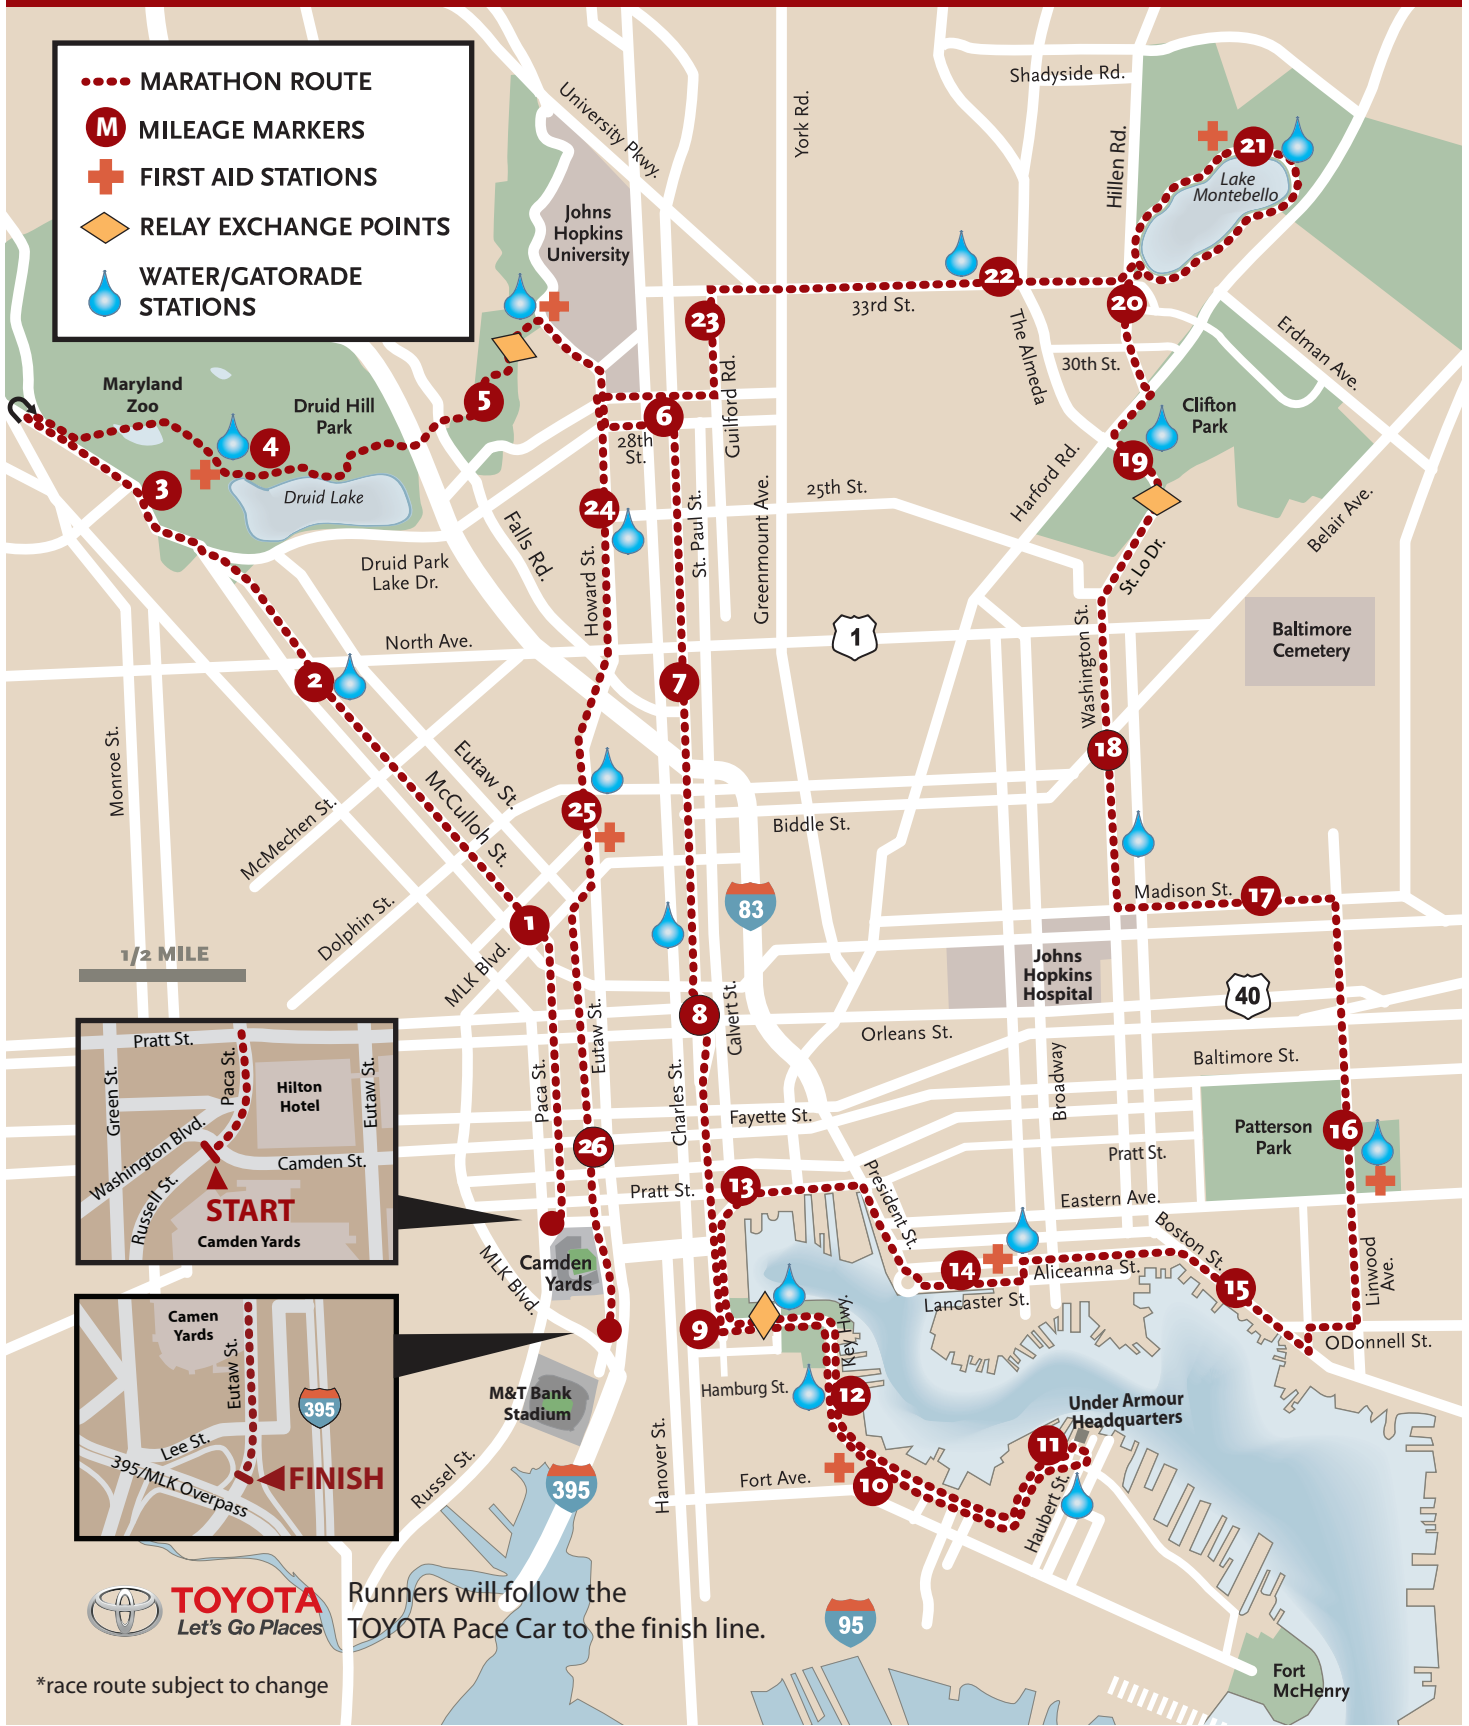 MARATHON ROUTE
M MILEAGE MARKERS
FIRST AID STATIONS
RELAY EXCHANGE POINTS
WATER/GATORADE
STATIONS
University Pkwy.
York Rd.
Shadyside Rd.
Hillen Rd.
21
Lake
Montebello
Johns
Hopkins
University
22
20
33rd St.
23
The Almeda
30th St.
Erdman Ave.
Maryland
Zoo
Druid Hill
Park
5
4
3
Druid Lake
6
28th
St.
Guilford Rd.
Clifton
Park
19
Harford Rd.
25th St.
Belair Ave.
24
Falls Rd.
St. Paul St.
Greenmount Ave.
Howard St.
Druid Park
Lake Dr.
St. Lo Dr.
North Ave.
1
Washington St.
Baltimore
Cemetery
2
7
18
Monroe St.
Eutaw St.
McCulloh St.
McMechen St.
25
Biddle St.
Dolphin St.
1
MLK Blvd.
83
Madison St.
17
1/2 MILE
Johns
Hopkins
Hospital
40
8
Calvert St.
Orleans St.
Baltimore St.
Eutaw St.
Paca St.
Charles St.
Fayette St.
Broadway
Patterson
Park
16
26
Pratt St.
Pratt St.
13
President St.
Eastern Ave.
Boston St.
Linwood
Ave.
Pratt St.
Green St.
Paca St.
Hilton
Hotel
Eutaw St.
Washington Blvd.
Camden St.
Russell St.
START
Camden Yards
Camden
Yards
MLK Blvd.
14
Aliceanna St.
Lancaster St.
15
ODonnell St.
9
Key Hwy.
Camen
Yards
Eutaw St.
395
Lee St.
395/MLK Overpass
FINISH
M&T Bank
Stadium
Hamburg St.
12
Under Armour
Headquarters
11
Hanover St.
Fort Ave.
10
Haubert St.
Russel St.
395
95
TOYOTA
Let's Go Places
Runners will follow the
TOYOTA Pace Car to the finish line.
*race route subject to change
Fort
McHenry